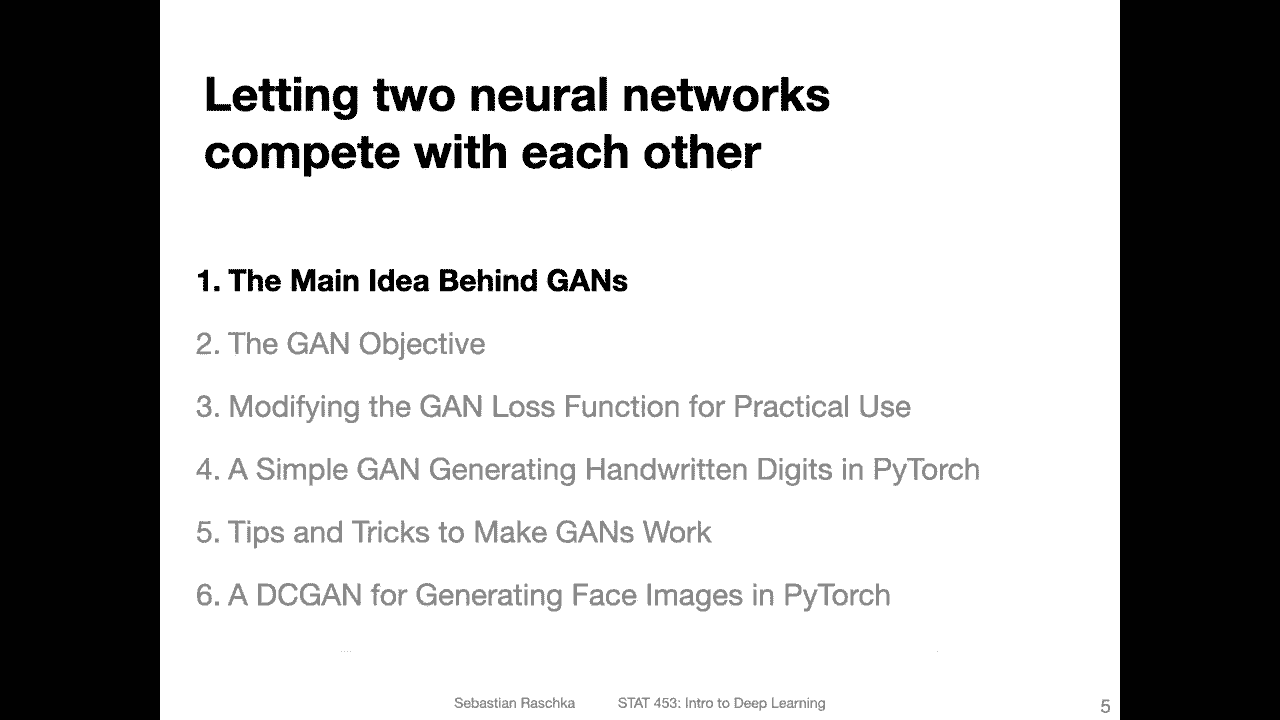 Letting two neural networks
compete with each other
1. The Main Idea Behind GANs
2. The GAN Objective
3. Modifying the GAN Loss Function for Practical Use
4. A Simple GAN Generating Handwritten Digits in PyTorch
5. Tips and Tricks to Make GANs Work
6. A DCGAN for Generating Face Images in PyTorch
Sebastian Raschka STAT 453: Intro to Deep Learning 5